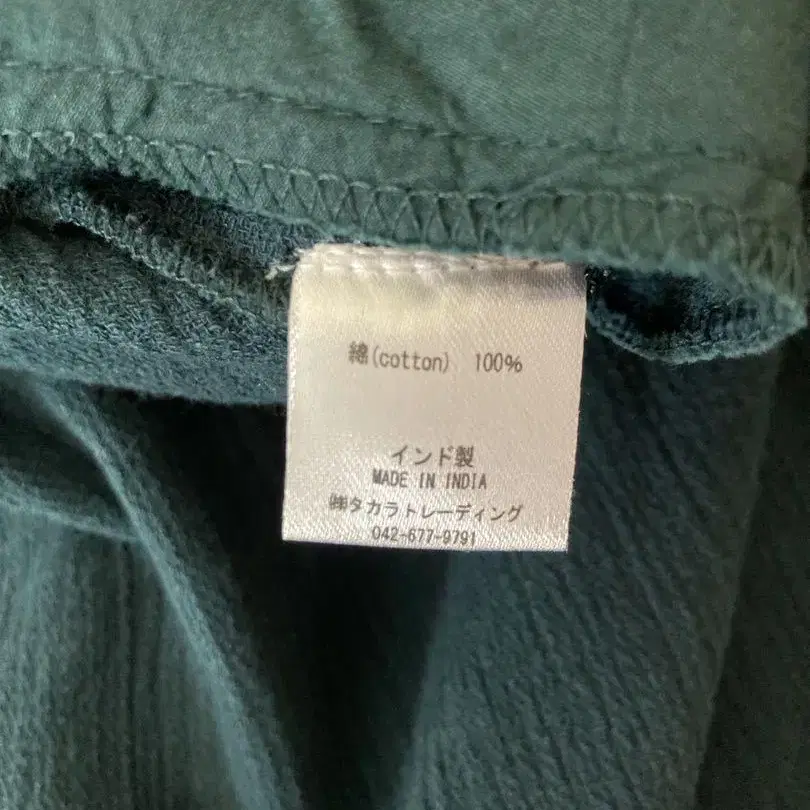 綿(cotton) 100%
インド製
MADE IN INDIA
㈱タカラトレーディング
042-677-9791